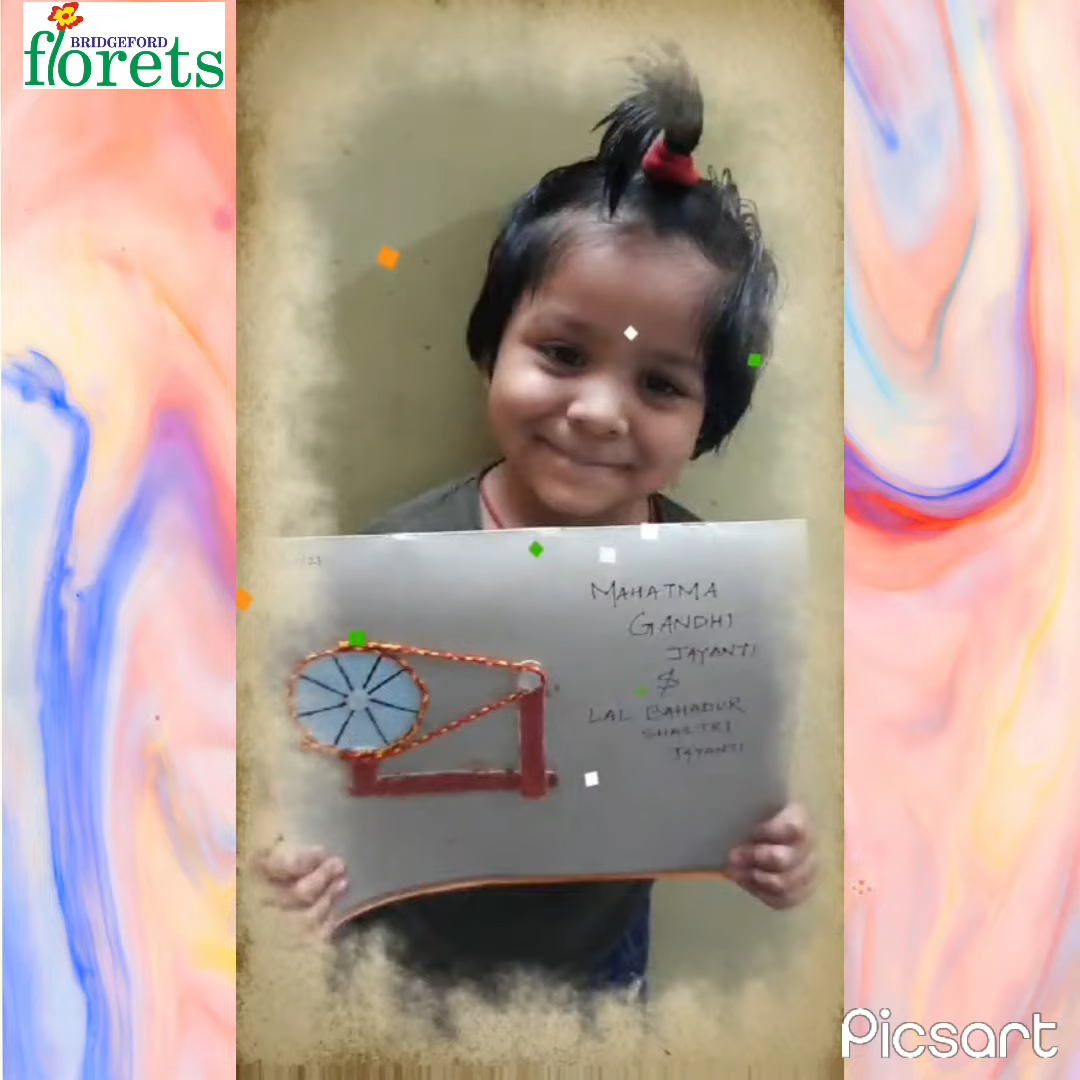 BRIDGEFORD
florets
MAHATMA
GANDHI
JAYANTI
&
LAL BAHADUR
SHASTRI
JAYANTI
Picsart